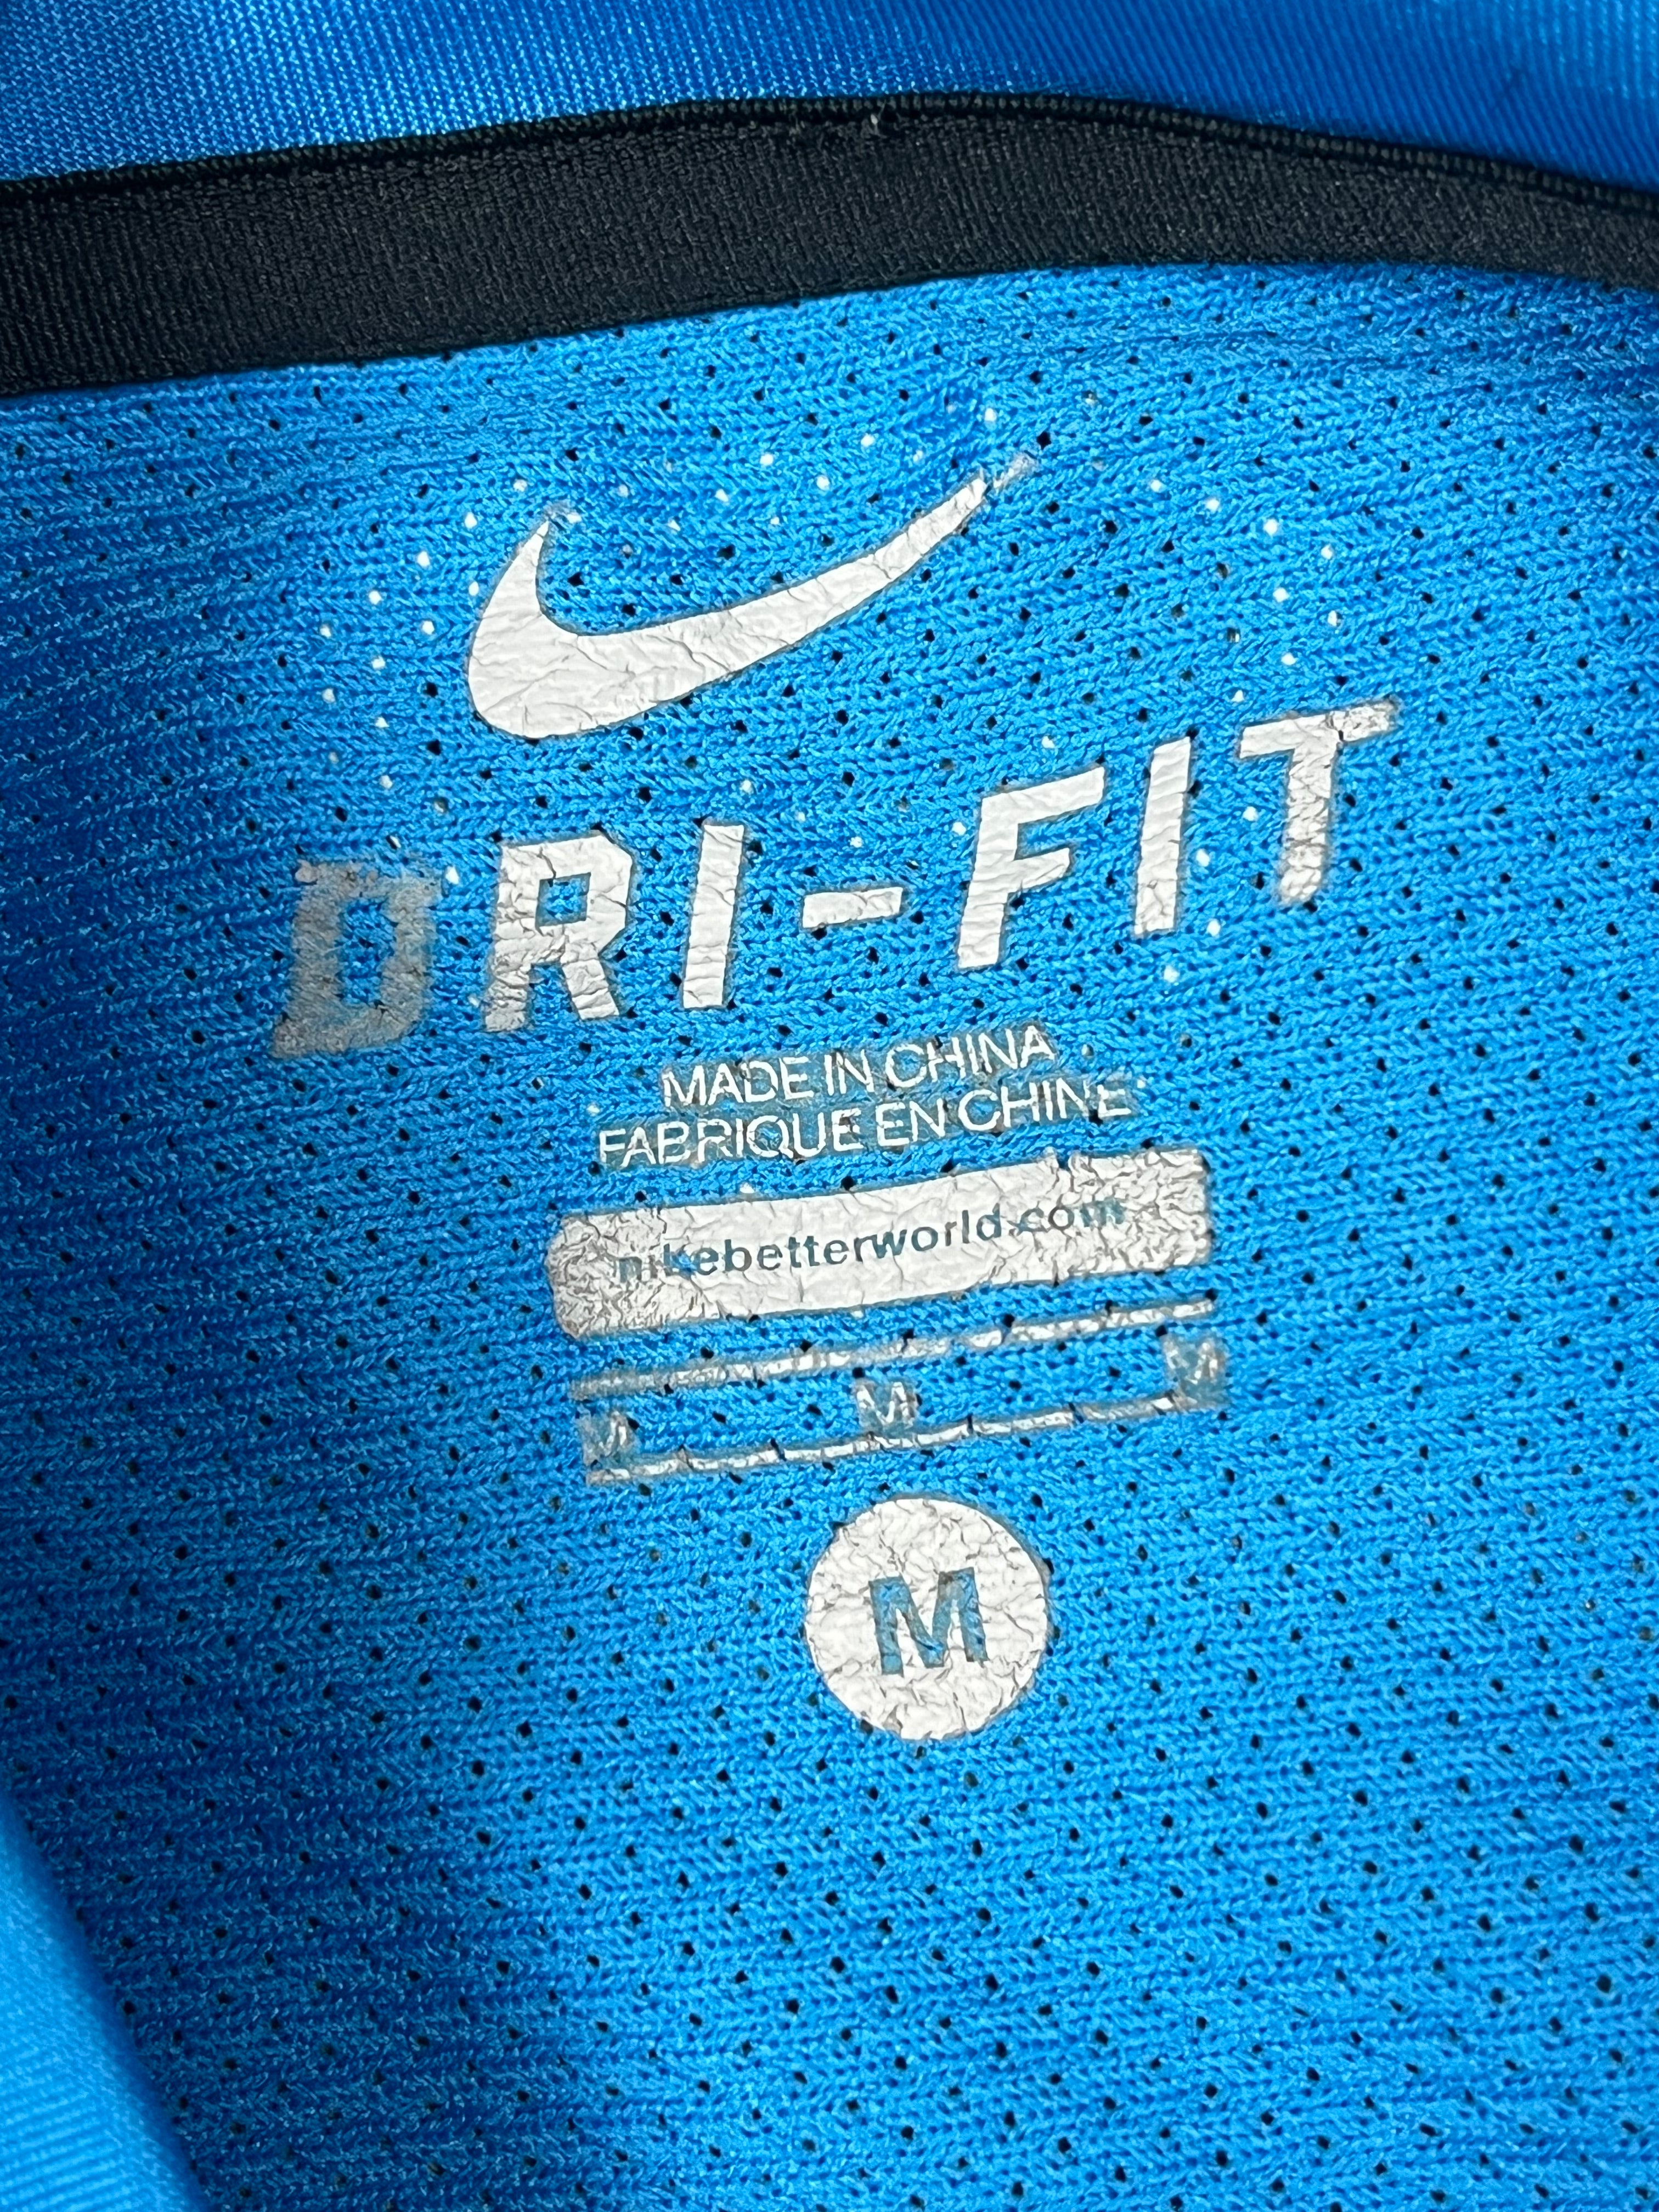 DRI-FIT
MADE IN CHINA
FABRIQUE EN CHINE
nikebetterworld.com
M M M
M